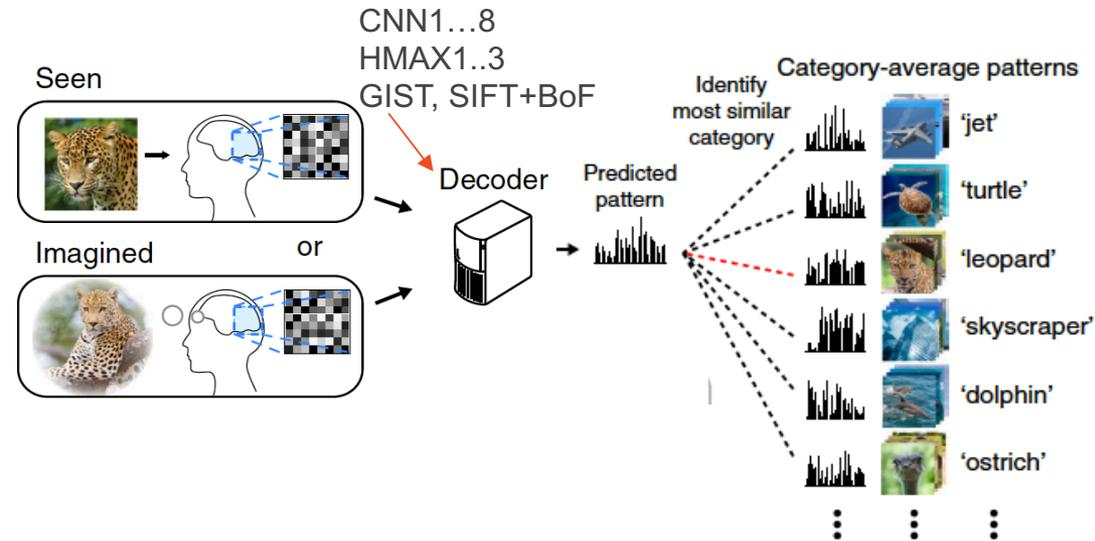 CNN1…8
HMAX1..3
GIST, SIFT+BoF
Seen
Imagined
or
Decoder
Predicted
pattern
Identify
most similar
category
Category-average patterns
‘jet’
‘turtle’
‘leopard’
‘skyscraper’
‘dolphin’
‘ostrich’